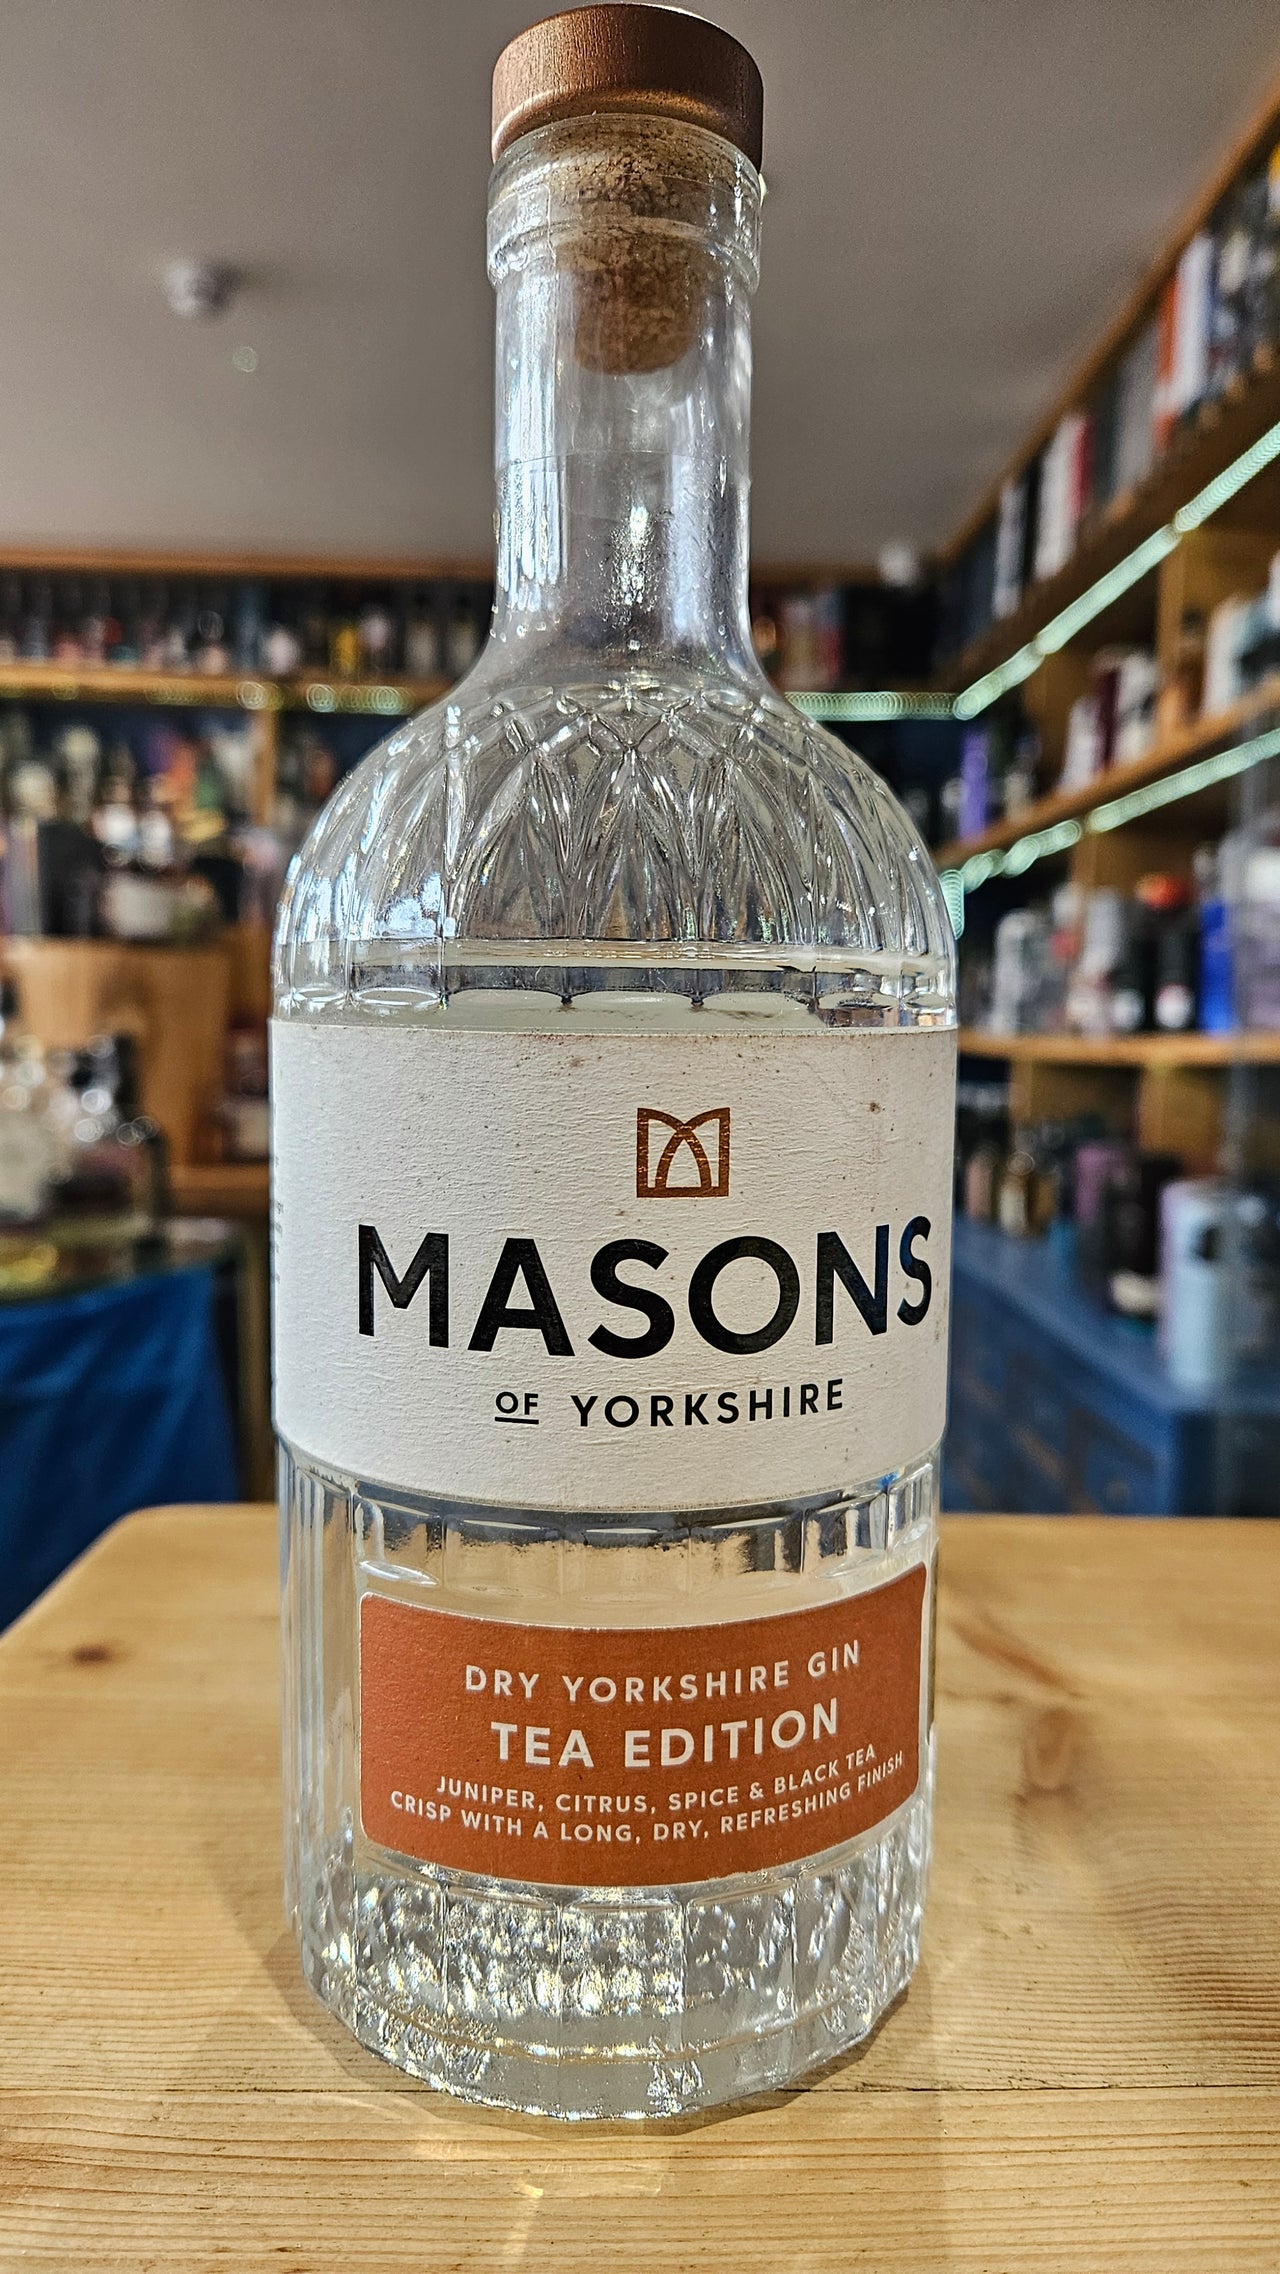 MASONS
OF YORKSHIRE
DRY YORKSHIRE GIN
TEA EDITION
JUNIPER, CITRUS, SPICE & BLACK TEA
CRISP WITH A LONG, DRY, REFRESHING FINISH